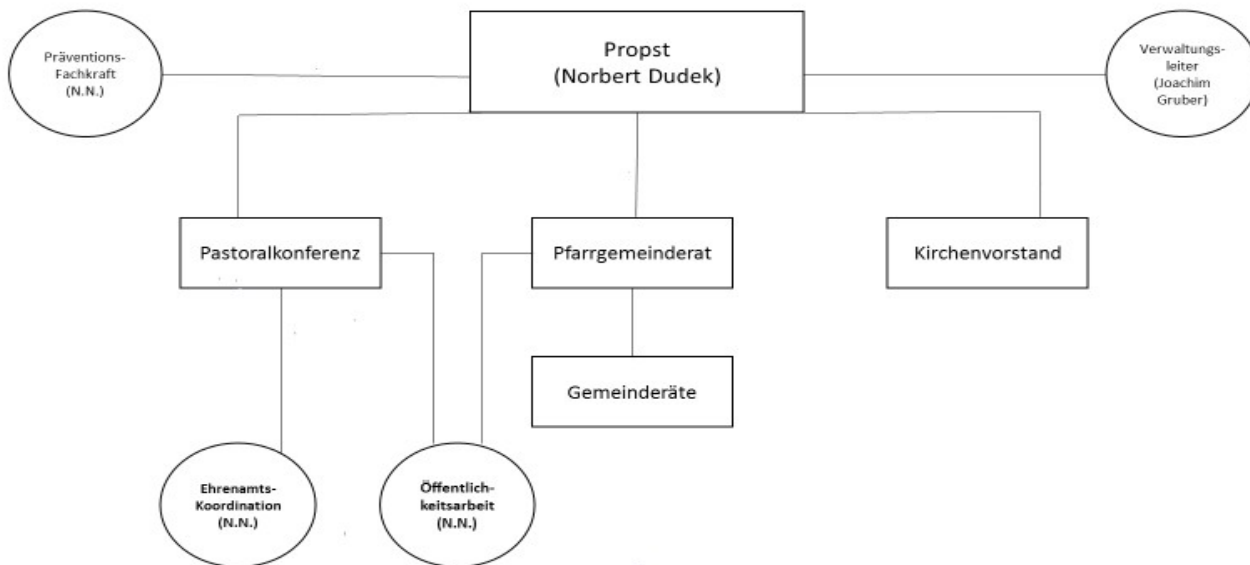 Präventions-
Fachkraft
(N.N.)
Propst
(Norbert Dudek)
Verwaltungs-
leiter
(Joachim
Gruber)
Pastoralkonferenz
Pfarrgemeinderat
Kirchenvorstand
Gemeinderäte
Ehrenamts-
Koordination
(N.N.)
Öffentlich-
keitsarbeit
(N.N.)